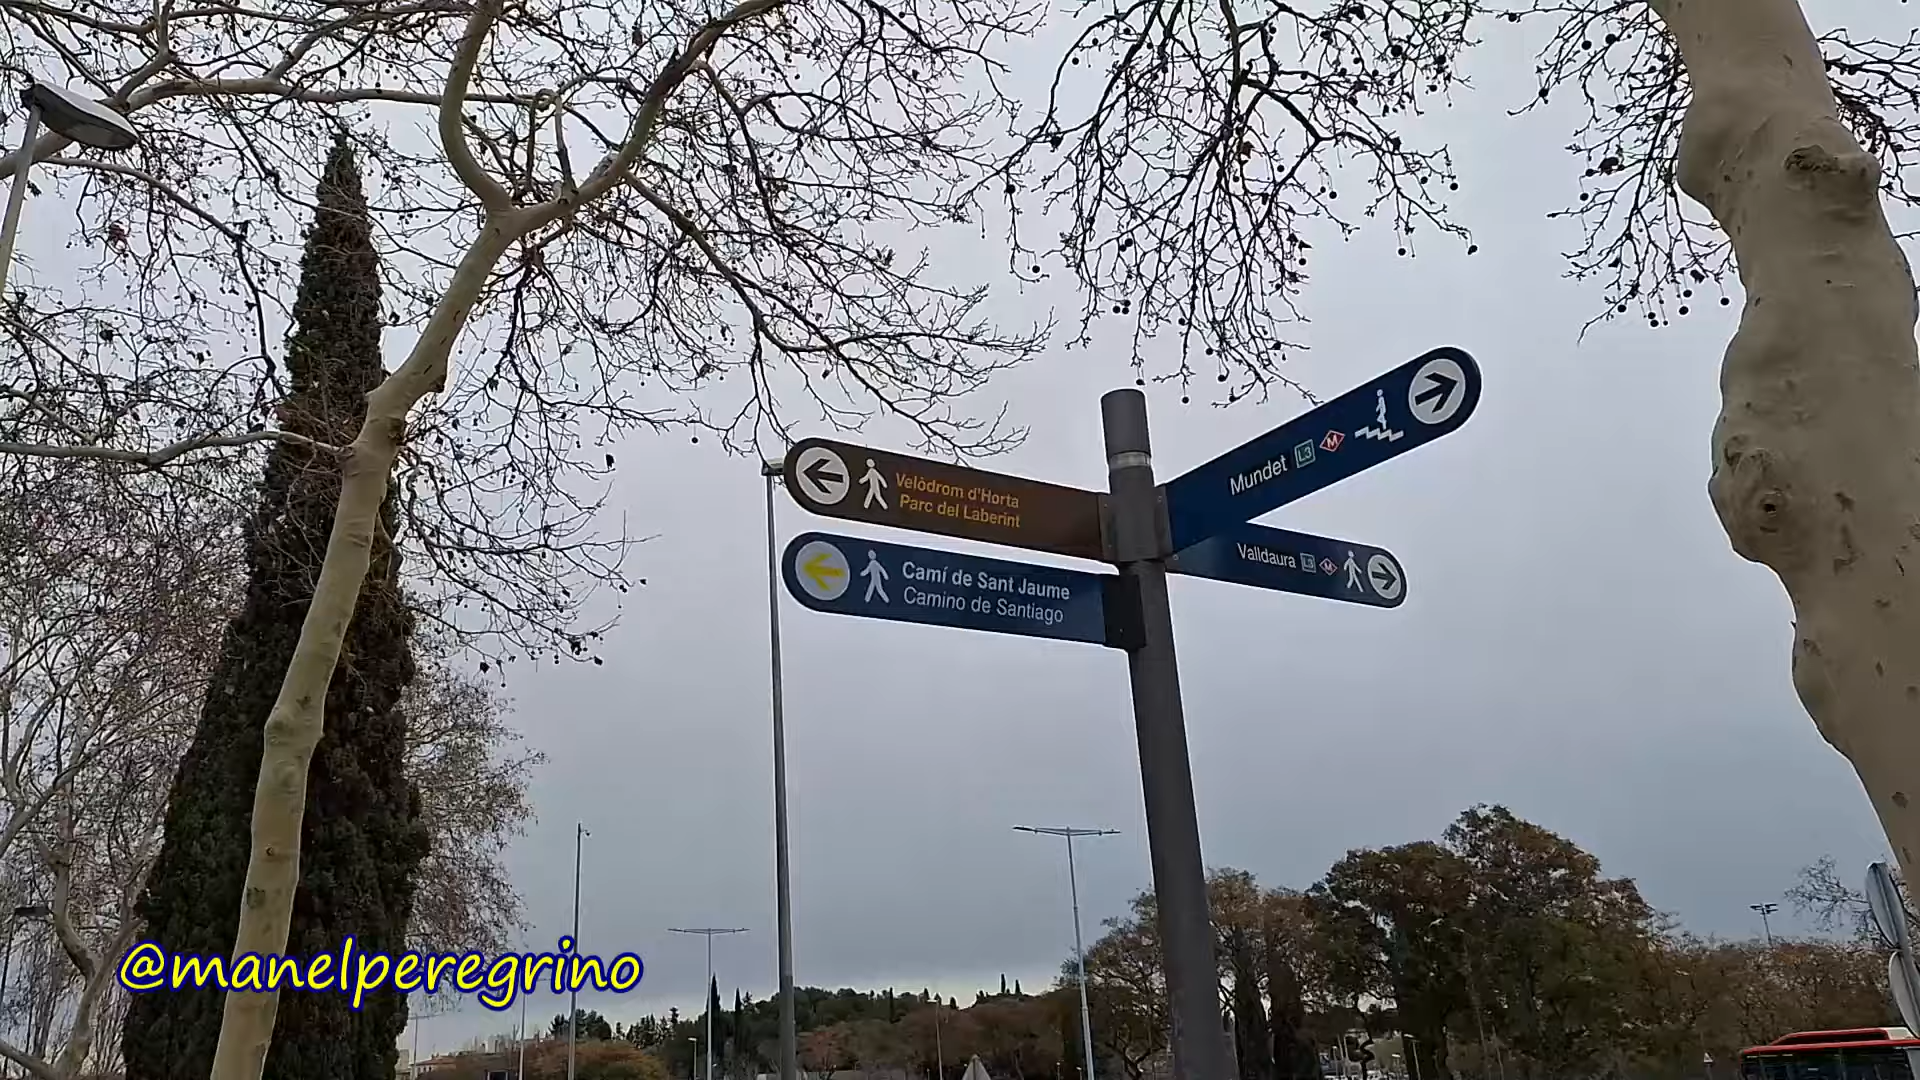 Velòdrom d'Horta
Parc del Laberint
Camí de Sant Jaume
Camino de Santiago
Mundet L3 M
Valldaura L3 M
@manelperegrino